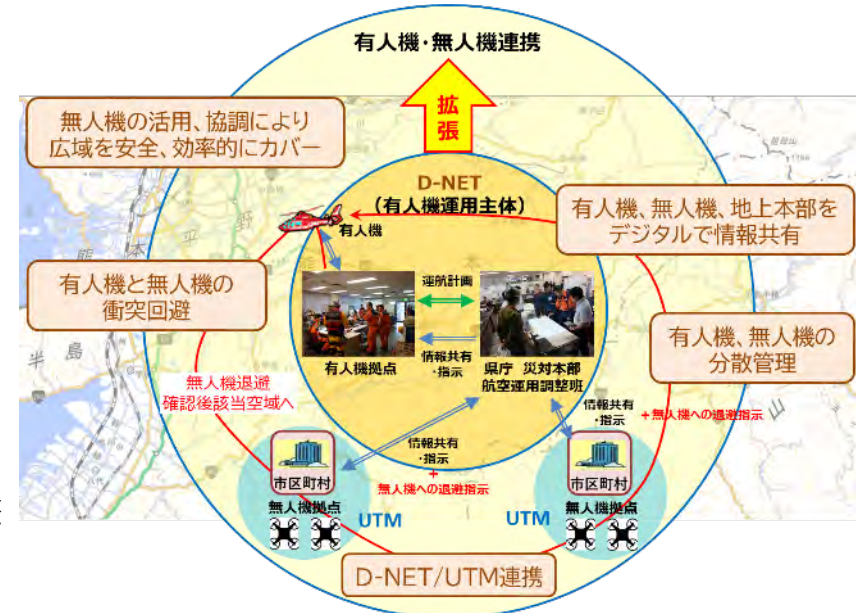 有人機・無人機連携
拡
張
無人機の活用、協調により
広域を安全、効率的にカバー
D-NET
(有人機運用主体)
有人機
有人機、無人機、地上本部を
デジタルで情報共有
有人機と無人機の
衝突回避
運航計画
情報共有
・指示
有人機拠点
県庁 災対本部
航空運用調整班
有人機、無人機の
分散管理
無人機退避
確認後該当空域へ
情報共有
・指示
+
無人機への退避指示
情報共有
・指示
+無人機への退避指示
市区町村
無人機拠点
UTM
市区町村
無人機拠点
UTM
D-NET/UTM連携
平
野
熊
本
半
島
山